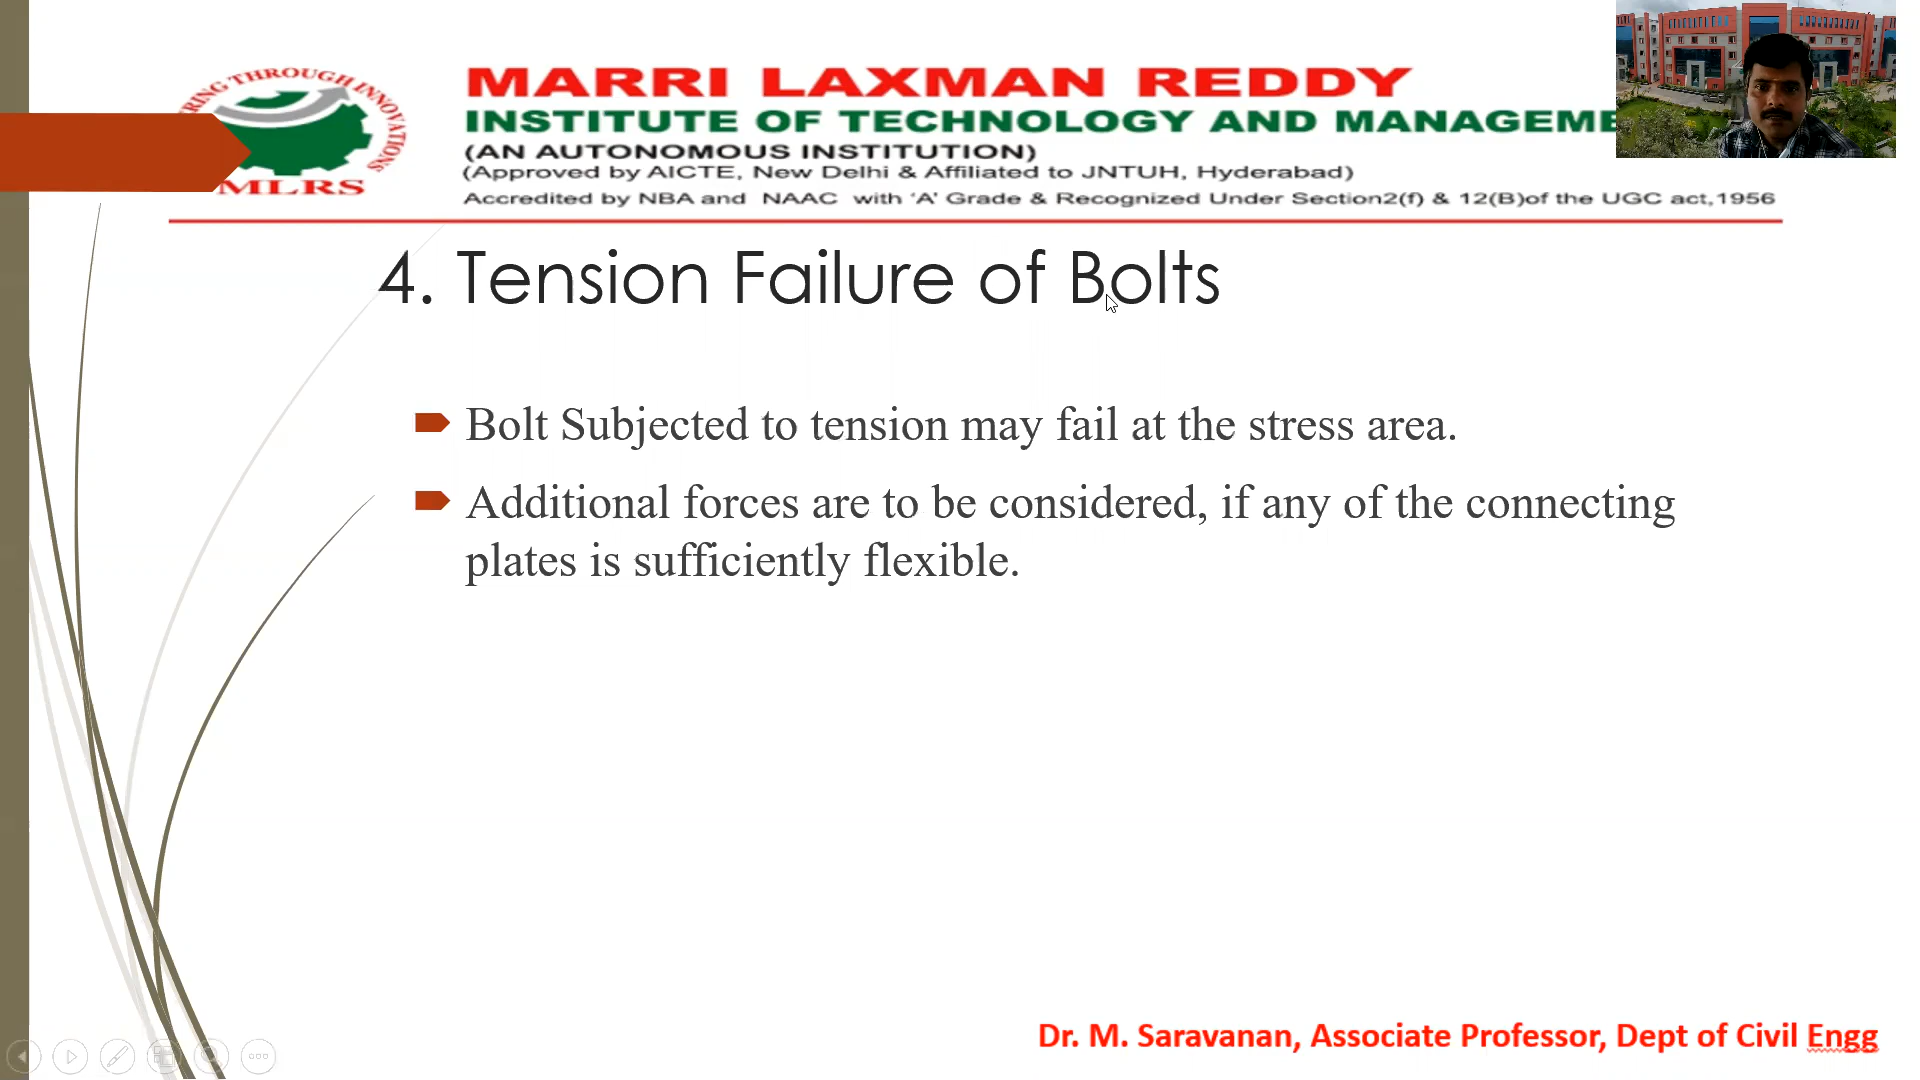 RING THROUGH INNOVATIONS
MLRS
MARRI LAXMAN REDDY
INSTITUTE OF TECHNOLOGY AND MANAGEME
(AN AUTONOMOUS INSTITUTION)
(Approved by AICTE, New Delhi & Affiliated to JNTUH, Hyderabad)
Accredited by NBA and NAAC with ‘A’ Grade & Recognized Under Section2(f) & 12(B)of the UGC act,1956
4. Tension Failure of Bolts
Bolt Subjected to tension may fail at the stress area.
Additional forces are to be considered, if any of the connecting
plates is sufficiently flexible.
Dr. M. Saravanan, Associate Professor, Dept of Civil Engg